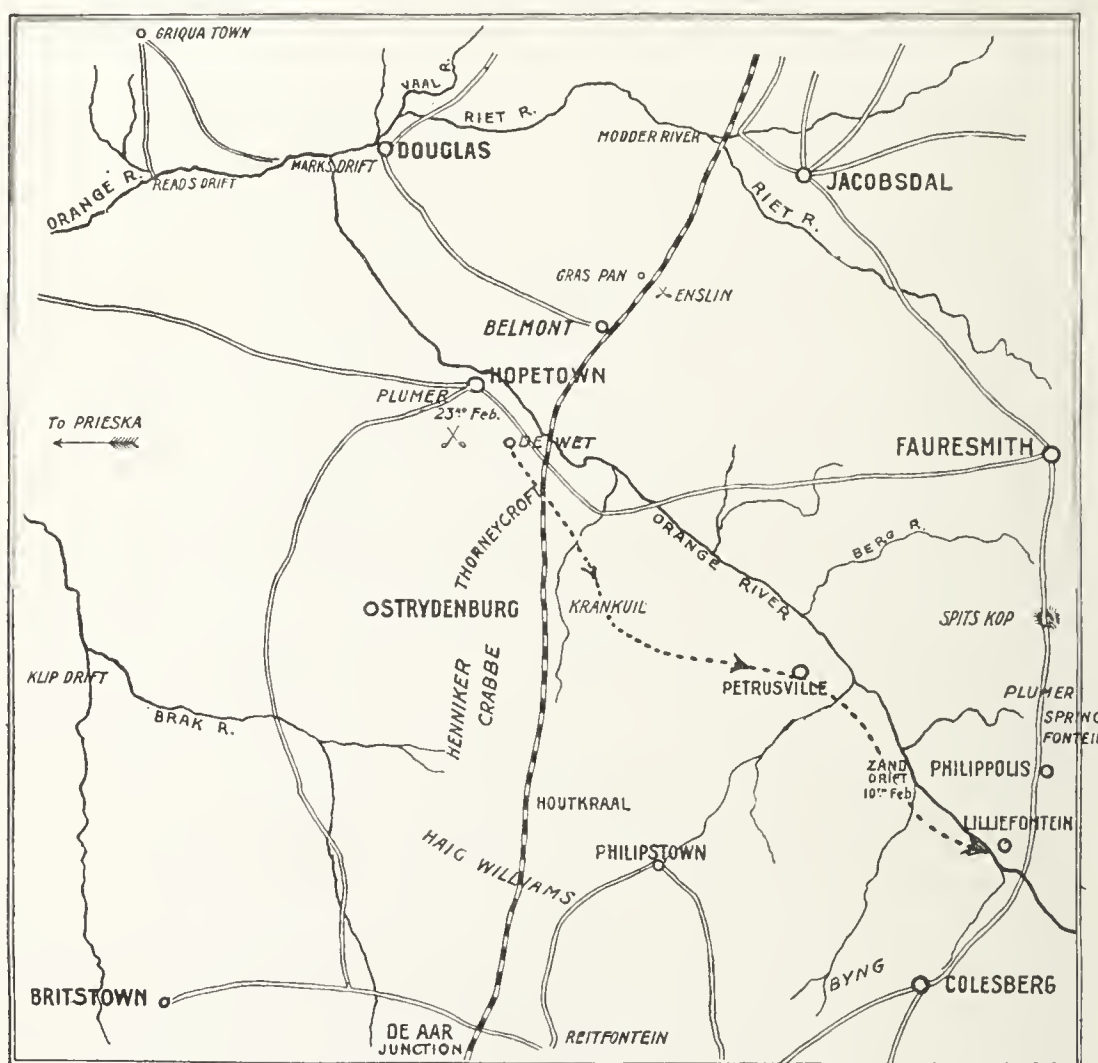 GRIQUA TOWN
VAAL R.
RIET R.
MODDER RIVER
ORANGE R.
READS DRIFT
MARKS DRIFT
DOUGLAS
JACOBSDAL
RIET R.
GRAS PAN
ENSLIN
BELMONT
HOPETOWN
PLUMER
23RD Feb.
To PRIESKA
DE WET
FAURESMITH
THORNEYCROFT
ORANGE RIVER
BERG R.
STRYDENBURG
KRANKUIL
SPITS KOP
KLIP DRIFT
BRAK R.
HENNIKER
CRABBE
PETRUSVILLE
PLUMER
SPRING
FONTEIN
ZAND
DRIFT
10TH Feb
PHILIPPOLIS
HOUTKRAAL
LILLIEFONTEIN
HAIG WILLIAMS
PHILIPSTOWN
BYNG
COLESBERG
BRITSTOWN
DE AAR
JUNCTION
REITFONTEIN